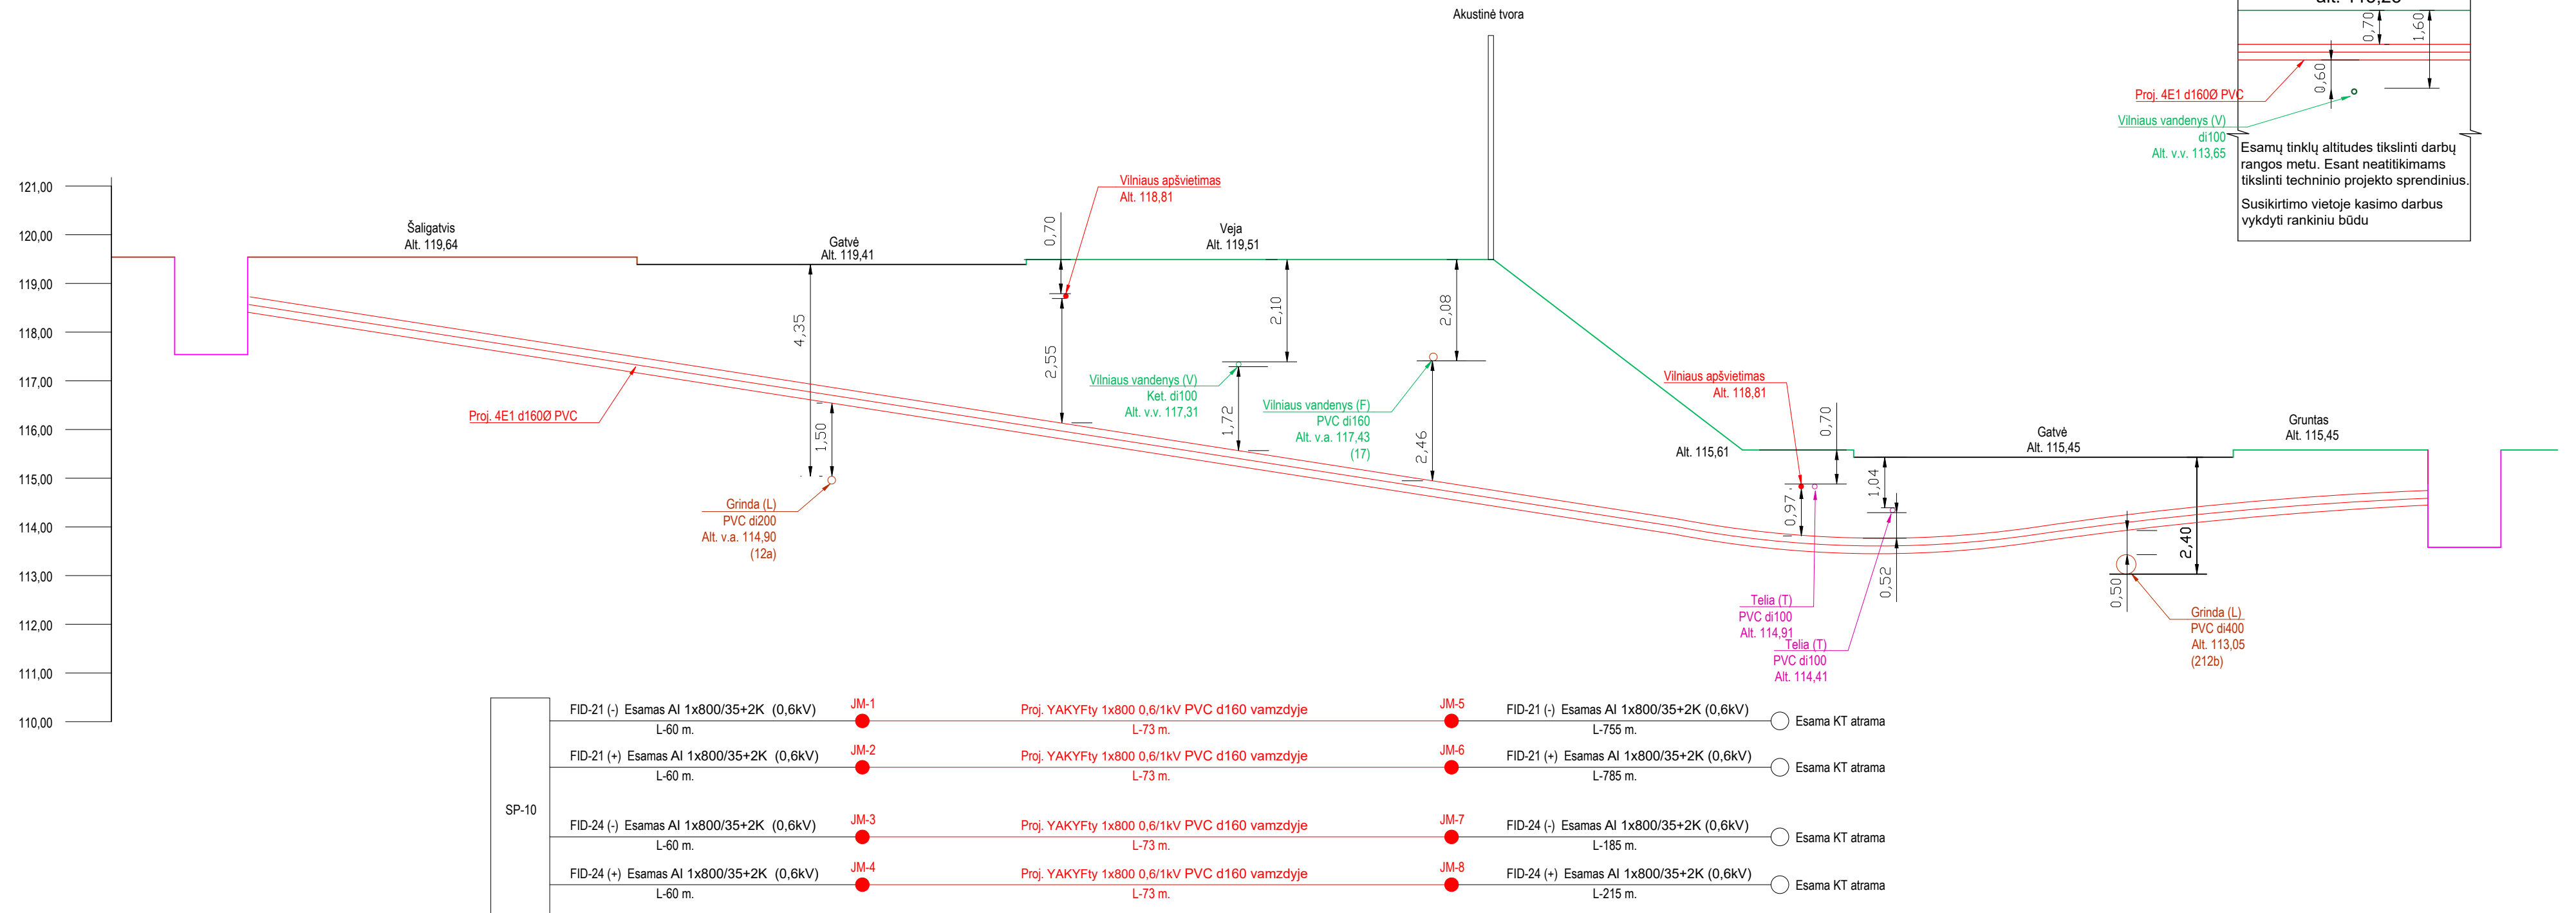 Akustinė tvora
0,70
1,60
0,60
Proj. 4E1 d160Ø PVC
Vilniaus vandenys (V)
di100
Alt. v.v. 113,65
Esamų tinklų altitudes tikslinti darbų
rangos metu. Esant neatitikimams
tikslinti techninio projekto sprendinius.
Susikirtimo vietoje kasimo darbus
vykdyti rankiniu būdu
121,00
120,00
119,00
118,00
117,00
116,00
115,00
114,00
113,00
112,00
111,00
110,00
Šaligatvis
Alt. 119,64
Gatvė
Alt. 119,41
Vilniaus apšvietimas
Alt. 118,81
Veja
Alt. 119,51
0,70
4,35
2,55
2,10
2,08
Proj. 4E1 d160Ø PVC
1,50
Vilniaus vandenys (V)
Ket. di100
Alt. v.v. 117,31
1,72
Vilniaus vandenys (F)
PVC di160
Alt. v.a. 117,43
(17)
2,46
Grinda (L)
PVC di200
Alt. v.a. 114,90
(12a)
Vilniaus apšvietimas
Alt. 118,81
0,70
Alt. 115,61
Gatvė
Alt. 115,45
Gruntas
Alt. 115,45
0,97
1,04
0,52
2,40
0,50
Telia (T)
PVC di100
Alt. 114,91
Telia (T)
PVC di100
Alt. 114,41
Grinda (L)
PVC di400
Alt. 113,05
(212b)
SP-10
FID-21 (-) Esamas Al 1x800/35+2K (0,6kV)
L-60 m.
JM-1
Proj. YAKYFty 1x800 0,6/1kV PVC d160 vamzdyje
L-73 m.
JM-5
FID-21 (-) Esamas Al 1x800/35+2K (0,6kV)
L-755 m.
Esama KT atrama
FID-21 (+) Esamas Al 1x800/35+2K (0,6kV)
L-60 m.
JM-2
Proj. YAKYFty 1x800 0,6/1kV PVC d160 vamzdyje
L-73 m.
JM-6
FID-21 (+) Esamas Al 1x800/35+2K (0,6kV)
L-785 m.
Esama KT atrama
FID-24 (-) Esamas Al 1x800/35+2K (0,6kV)
L-60 m.
JM-3
Proj. YAKYFty 1x800 0,6/1kV PVC d160 vamzdyje
L-73 m.
JM-7
FID-24 (-) Esamas Al 1x800/35+2K (0,6kV)
L-185 m.
Esama KT atrama
FID-24 (+) Esamas Al 1x800/35+2K (0,6kV)
L-60 m.
JM-4
Proj. YAKYFty 1x800 0,6/1kV PVC d160 vamzdyje
L-73 m.
JM-8
FID-24 (+) Esamas Al 1x800/35+2K (0,6kV)
L-215 m.
Esama KT atrama